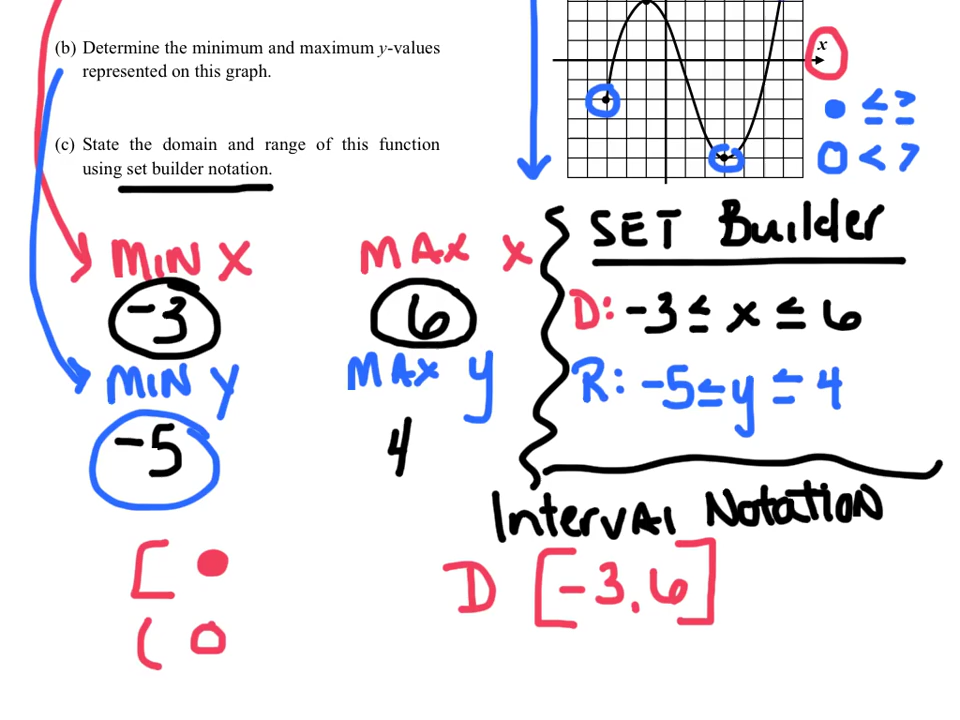 (b) Determine the minimum and maximum y-values
represented on this graph.
x
≤ ≥
< >
(c) State the domain and range of this function
using set builder notation.
SET Builder
MIN X
MAX X
-3
6
D: -3 ≤ x ≤ 6
MIN Y
MAX y
R: -5 ≤ y ≤ 4
-5
4
Interval Notation
[
D [-3,6]
(